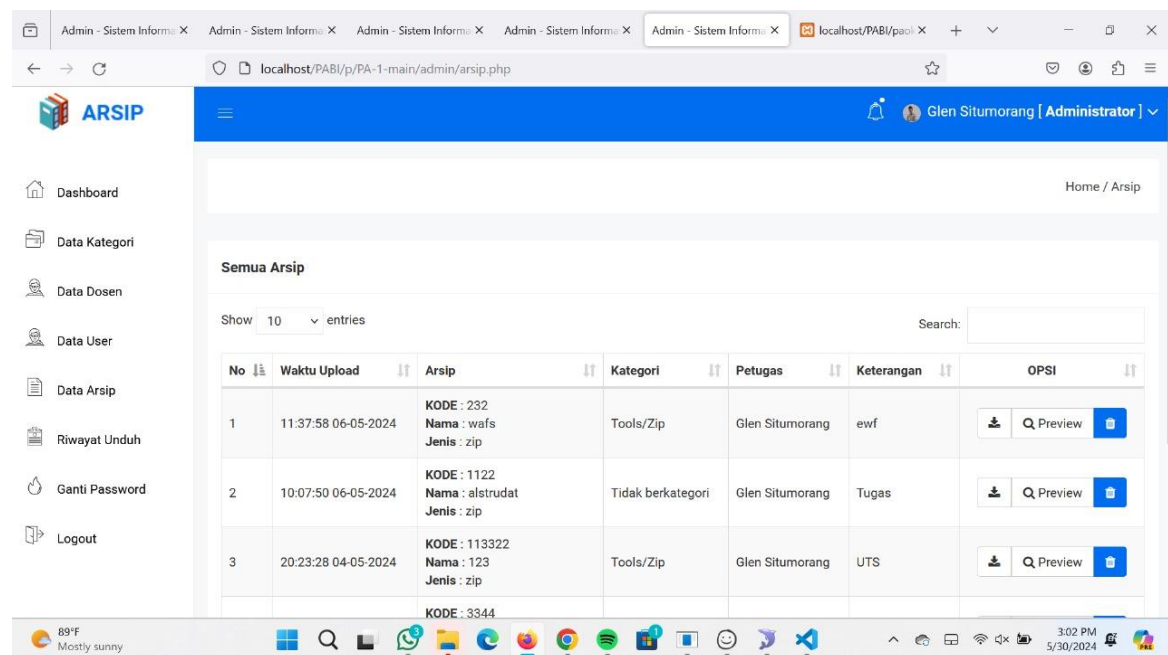 Admin - Sistem Informa Admin - Sistem Informa Admin - Sistem Informa Admin - Sistem Informa Admin - Sistem Informa localhost/PABI/pack
localhost/PABI/p/PA-1-main/admin/arsip.php
ARSIP
Glen Situmorang [ Administrator ]
Home / Arsip
Dashboard
Data Kategori
Data Dosen
Data User
Data Arsip
Riwayat Unduh
Ganti Password
Logout
Semua Arsip
Show 10 entries
Search:
No Waktu Upload Arsip Kategori Petugas Keterangan OPSI
KODE : 232
1 11:37:58 06-05-2024 Nama : wafs Tools/Zip Glen Situmorang ewf Preview
Jenis : zip
KODE : 1122
2 10:07:50 06-05-2024 Nama : alstrudat Tidak berkategori Glen Situmorang Tugas Preview
Jenis : zip
KODE : 113322
3 20:23:28 04-05-2024 Nama : 123 Tools/Zip Glen Situmorang UTS Preview
Jenis : zip
KODE : 3344
89°F
Mostly sunny
3
3:02 PM
5/30/2024
PRE